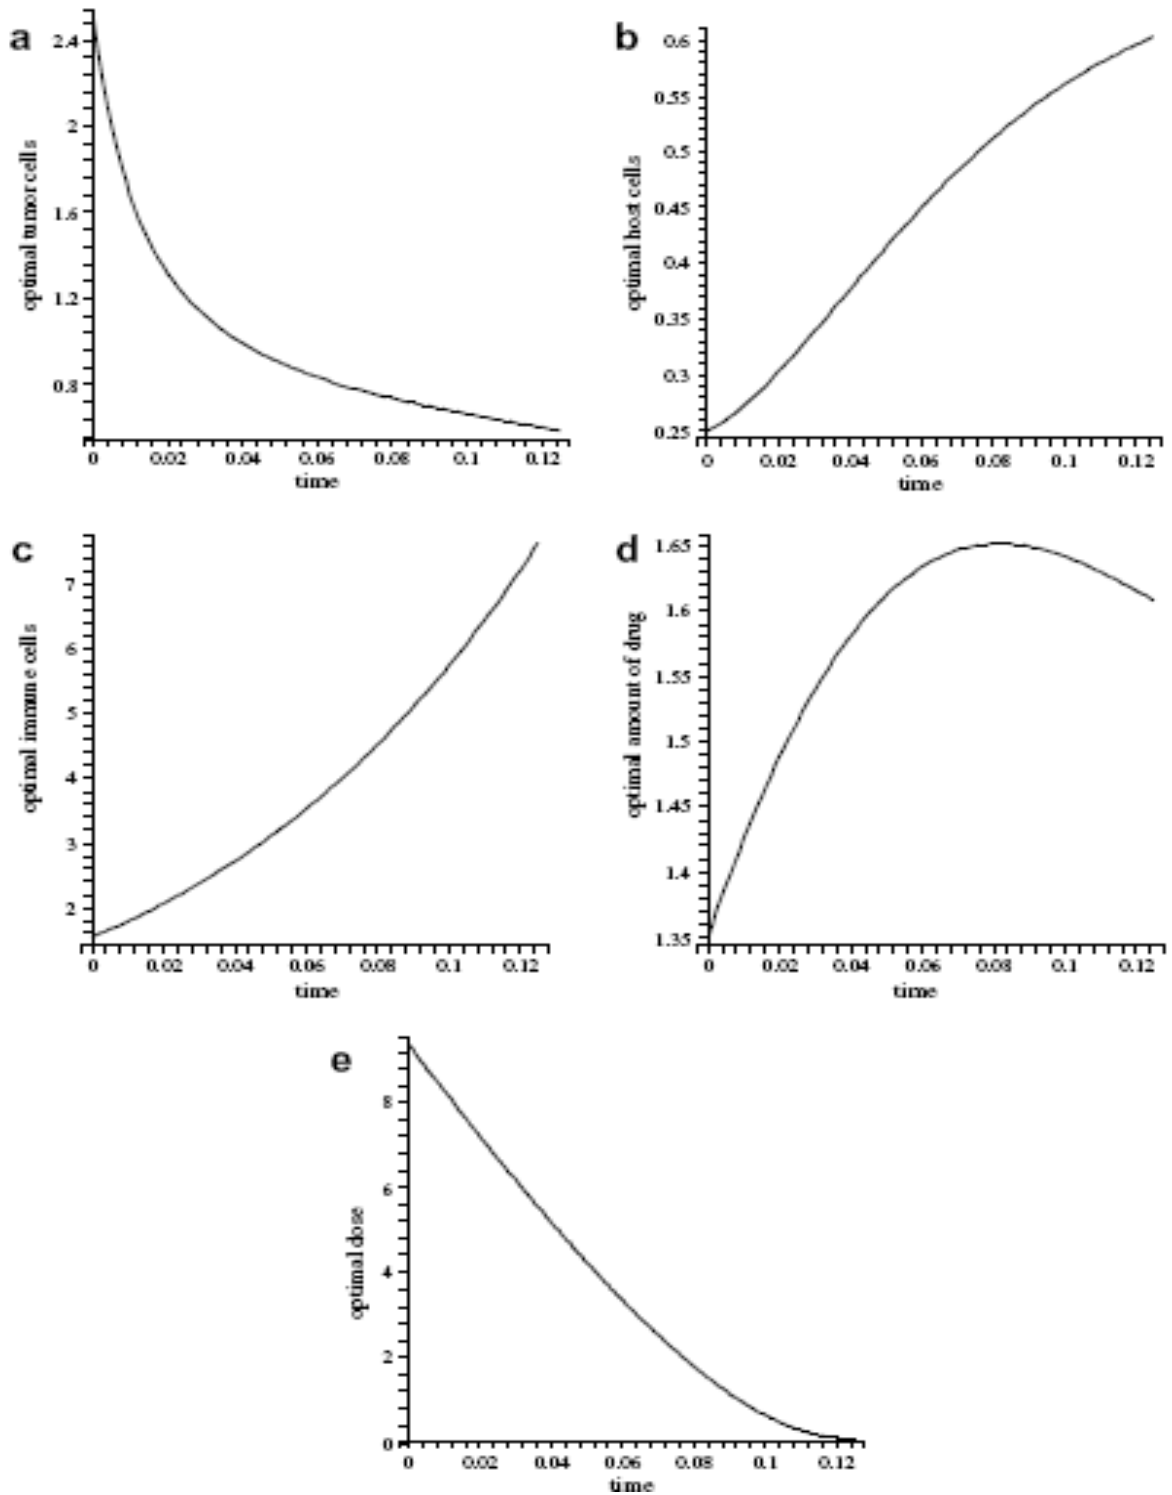 a
optimal tumor cells
2.4
2
1.6
1.2
0.8
0 0.02 0.04 0.06 0.08 0.1 0.12
time
b
optimal host cells
0.6
0.55
0.5
0.45
0.4
0.35
0.3
0.25
0 0.02 0.04 0.06 0.08 0.1 0.12
time
c
optimal immune cells
7
6
5
4
3
2
0 0.02 0.04 0.06 0.08 0.1 0.12
time
d
optimal amount of drug
1.65
1.6
1.55
1.5
1.45
1.4
1.35
0 0.02 0.04 0.06 0.08 0.1 0.12
time
e
optimal dose
8
6
4
2
0
0 0.02 0.04 0.06 0.08 0.1 0.12
time